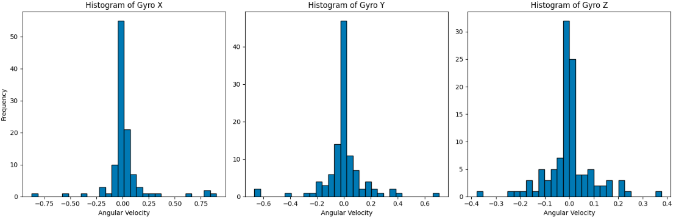 Histogram of Gyro X
Histogram of Gyro Y
Histogram of Gyro Z
Frequency
50
40
30
20
10
0
40
30
20
10
0
30
25
20
15
10
5
0
−0.75 −0.50 −0.25 0.00 0.25 0.50 0.75
−0.6 −0.4 −0.2 0.0 0.2 0.4 0.6
−0.4 −0.3 −0.2 −0.1 0.0 0.1 0.2 0.3 0.4
Angular Velocity
Angular Velocity
Angular Velocity